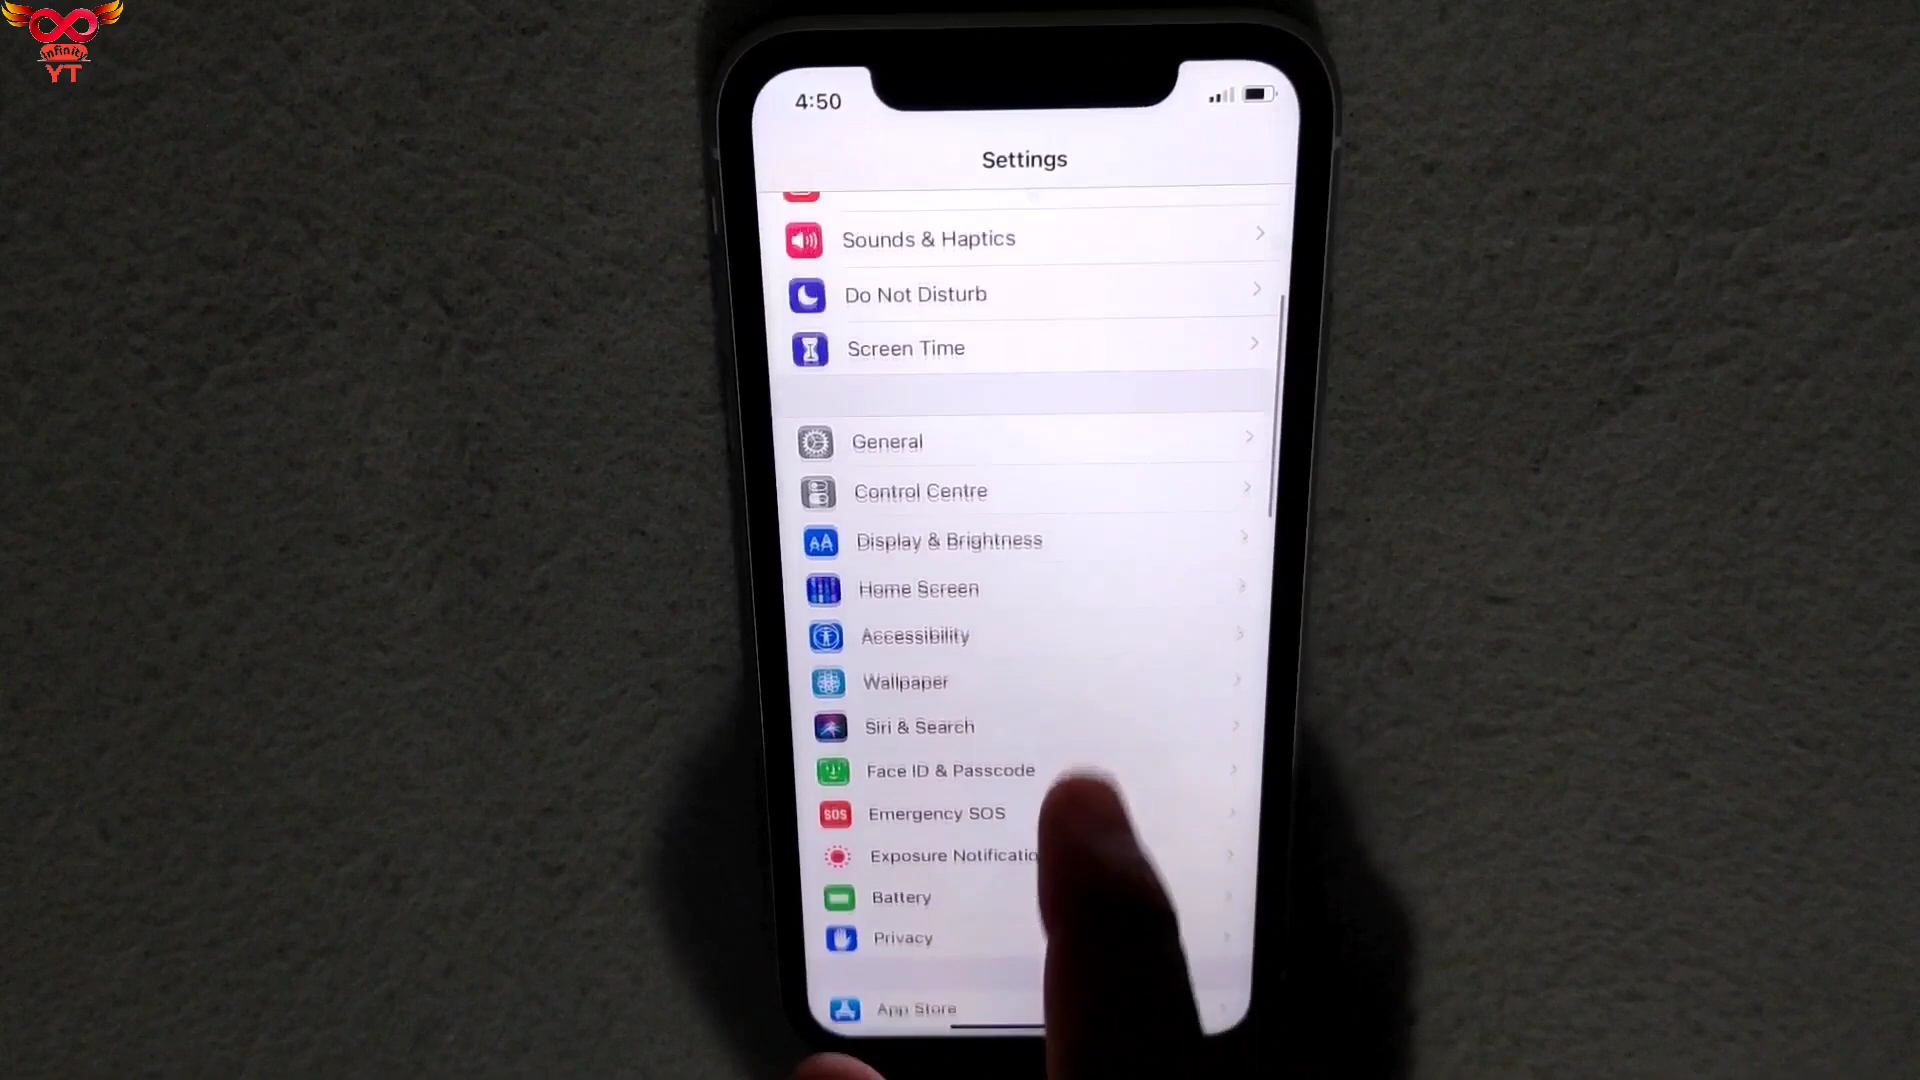 Infinity
YT
4:50
Settings
Sounds & Haptics
Do Not Disturb
Screen Time
General
Control Centre
AA Display & Brightness
Home Screen
Accessibility
Wallpaper
Siri & Search
Face ID & Passcode
SOS Emergency SOS
Exposure
Battery
Privacy
App Store